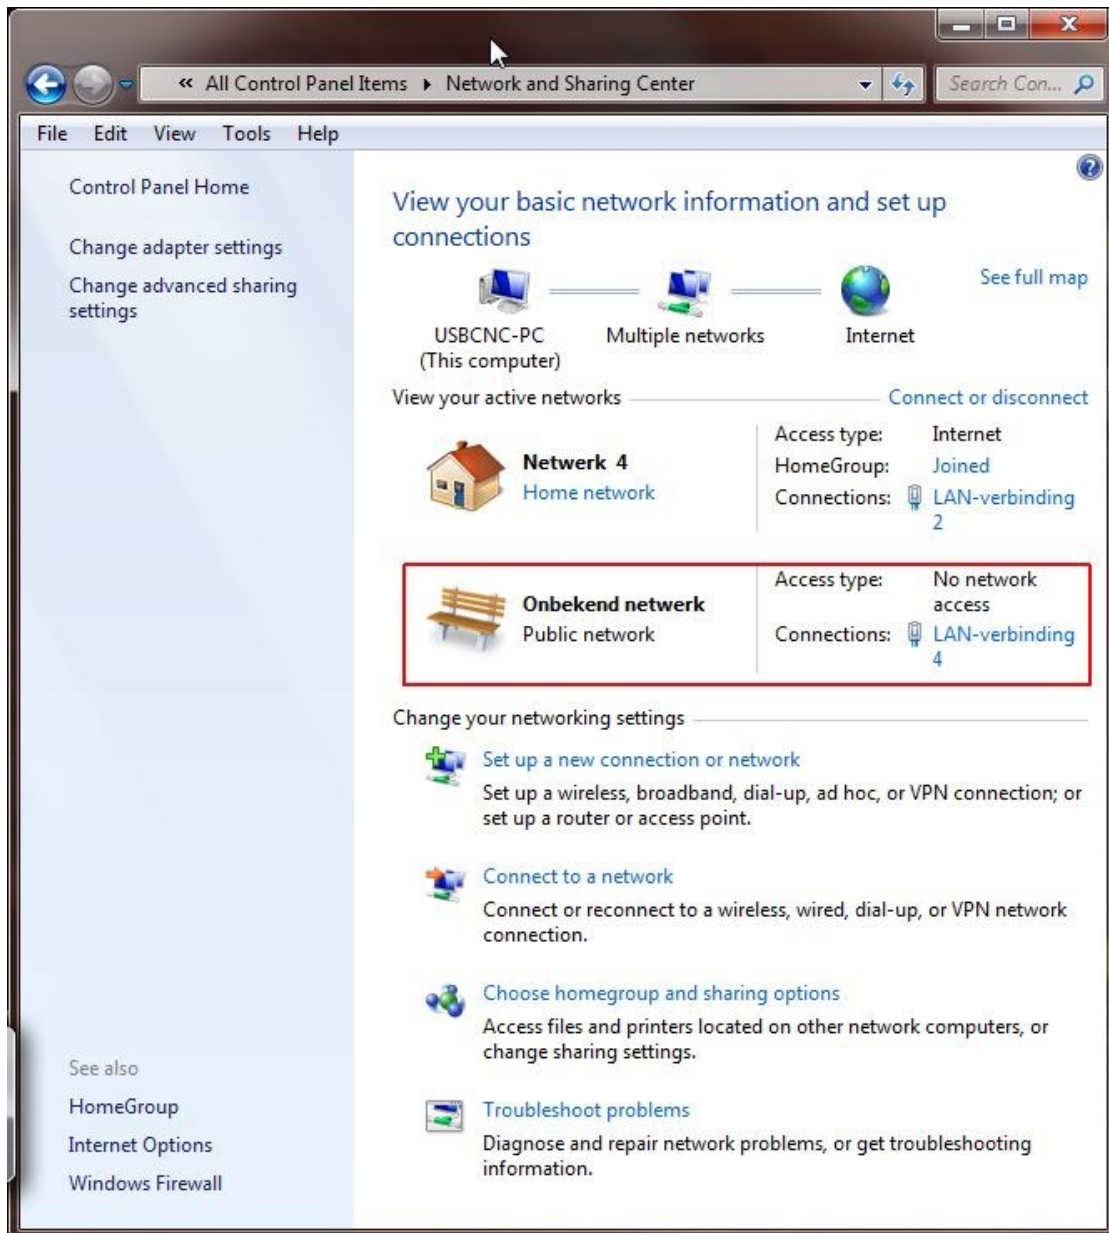 « All Control Panel Items ▸ Network and Sharing Center
Search Con...
File Edit View Tools Help
Control Panel Home
Change adapter settings
Change advanced sharing
settings
See also
HomeGroup
Internet Options
Windows Firewall
View your basic network information and set up
connections
See full map
USBCNC-PC
(This computer)
Multiple networks
Internet
View your active networks
Connect or disconnect
Netwerk 4
Home network
Access type: Internet
HomeGroup: Joined
Connections: LAN-verbinding
2
Onbekend netwerk
Public network
Access type: No network
access
Connections: LAN-verbinding
4
Change your networking settings
Set up a new connection or network
Set up a wireless, broadband, dial-up, ad hoc, or VPN connection; or
set up a router or access point.
Connect to a network
Connect or reconnect to a wireless, wired, dial-up, or VPN network
connection.
Choose homegroup and sharing options
Access files and printers located on other network computers, or
change sharing settings.
Troubleshoot problems
Diagnose and repair network problems, or get troubleshooting
information.